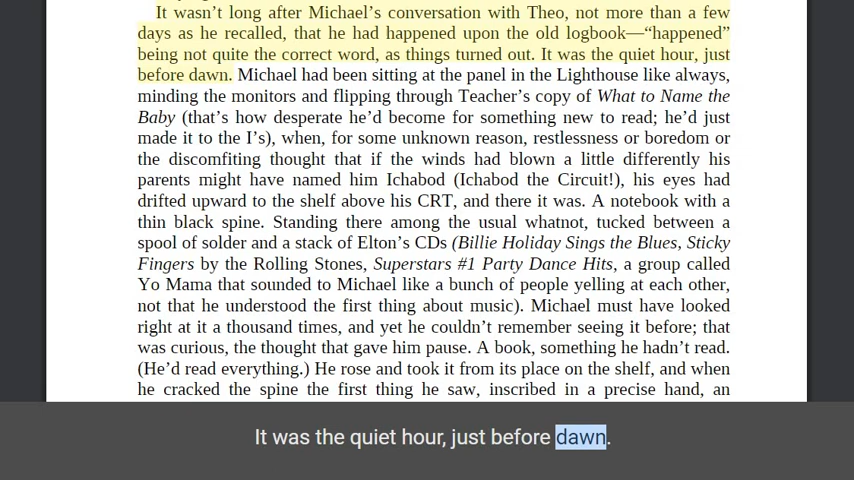 It wasn't long after Michael's conversation with Theo, not more than a few
days as he recalled, that he had happened upon the old logbook—“happened”
being not quite the correct word, as things turned out. It was the quiet hour, just
before dawn. Michael had been sitting at the panel in the Lighthouse like always,
minding the monitors and flipping through Teacher’s copy of What to Name the
Baby (that’s how desperate he’d become for something new to read; he’d just
made it to the I’s), when, for some unknown reason, restlessness or boredom or
the discomfiting thought that if the winds had blown a little differently his
parents might have named him Ichabod (Ichabod the Circuit!), his eyes had
drifted upward to the shelf above his CRT, and there it was. A notebook with a
thin black spine. Standing there among the usual whatnot, tucked between a
spool of solder and a stack of Elton’s CDs (Billie Holiday Sings the Blues, Sticky
Fingers by the Rolling Stones, Superstars #1 Party Dance Hits, a group called
Yo Mama that sounded to Michael like a bunch of people yelling at each other,
not that he understood the first thing about music). Michael must have looked
right at it a thousand times, and yet he couldn’t remember seeing it before; that
was curious, the thought that gave him pause. A book, something he hadn’t read.
(He’d read everything.) He rose and took it from its place on the shelf, and when
he cracked the spine the first thing he saw, inscribed in a precise hand, an
It was the quiet hour, just before dawn.